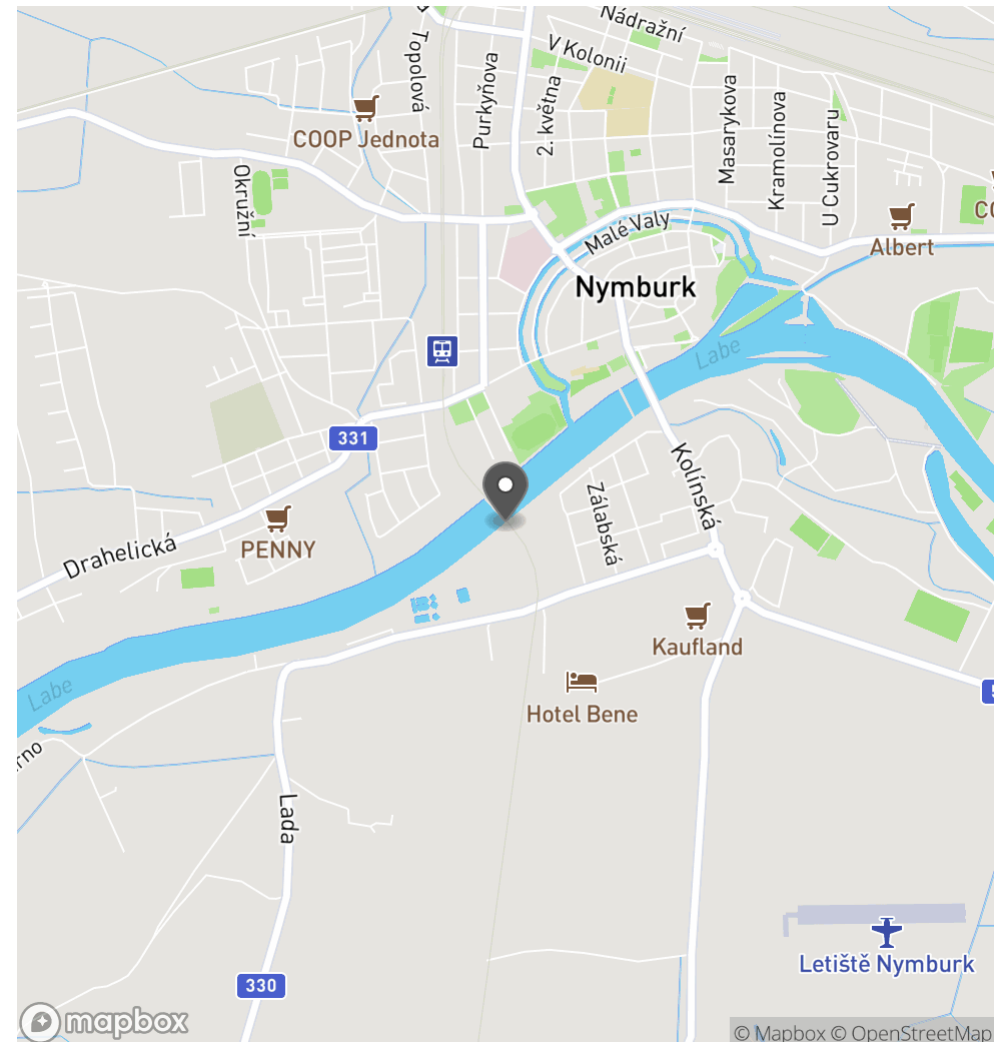 Nádražní
V Kolonii
Topolová
Purkyňova
2. května
Masarykova
Kramolínova
U Cukrovaru
COOP Jednota
Okružní
Albert
Malé Valy
Nymburk
Labe
331
Kolínská
Zálabská
PENNY
Drahelická
Kaufland
Labe
Hotel Bene
Lada
Letiště Nymburk
330
mapbox
© Mapbox © OpenStreetMap